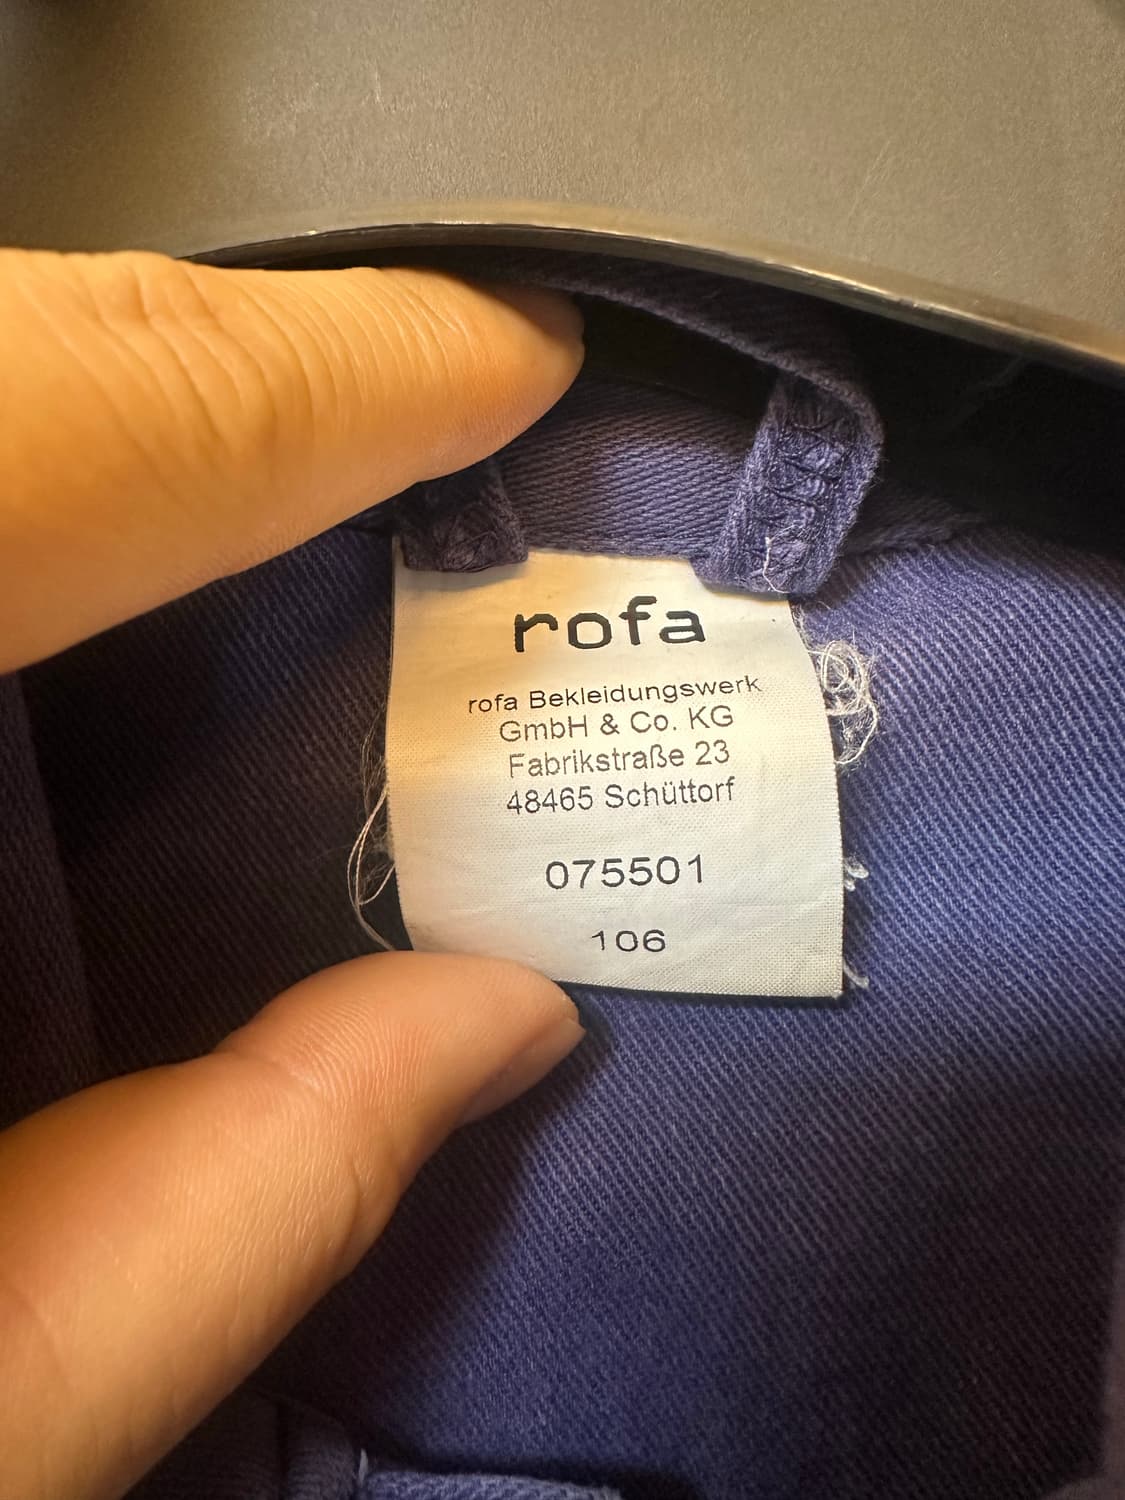 rofa
rofa Bekleidungswerk
GmbH & Co. KG
Fabrikstraße 23
48465 Schüttorf
075501
106